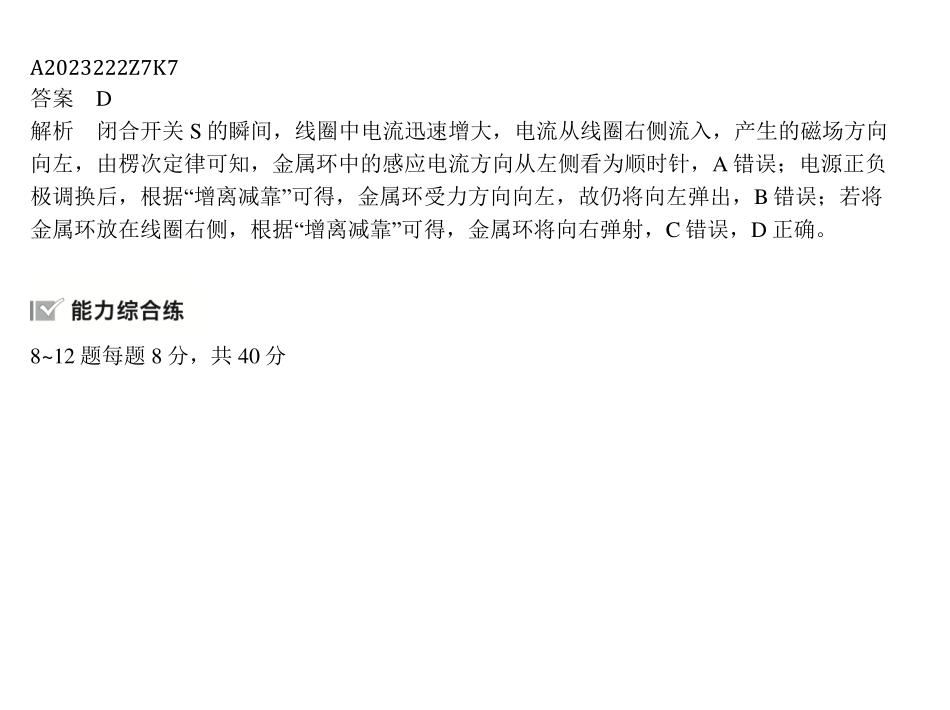 A2023222Z7K7
答案 D
解析 闭合开关 S 的瞬间，线圈中电流迅速增大，电流从线圈右侧流入，产生的磁场方向
向左，由楞次定律可知，金属环中的感应电流方向从左侧看为顺时针，A 错误；电源正负
极调换后，根据“增离减靠”可得，金属环受力方向向左，故仍将向左弹出，B 错误；若将
金属环放在线圈右侧，根据“增离减靠”可得，金属环将向右弹射，C 错误，D 正确。
能力综合练
8~12 题每题 8 分，共 40 分